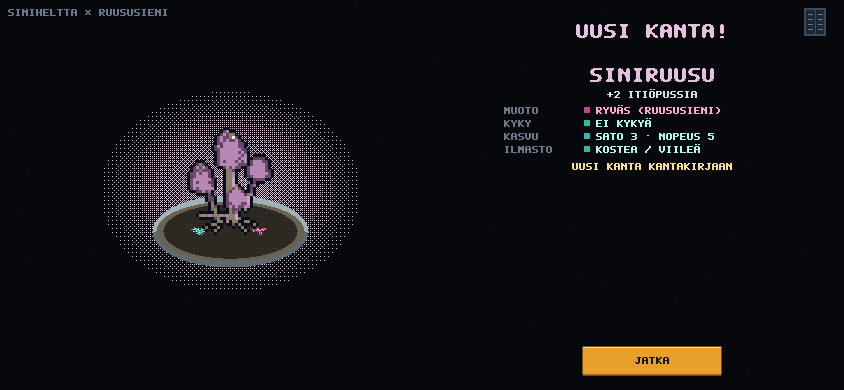 SINIHELTTA × RUUSUSIENI
UUSI KANTA!
SINIRUUSU
+2 ITIÖPUSSIA
MUOTO RYVÄS (RUUSUSIENI)
KYKY EI KYKYÄ
KASVU SATO 3 · NOPEUS 5
ILMASTO KOSTEA / VIILEÄ
UUSI KANTA KANTAKIRJAAN
JATKA